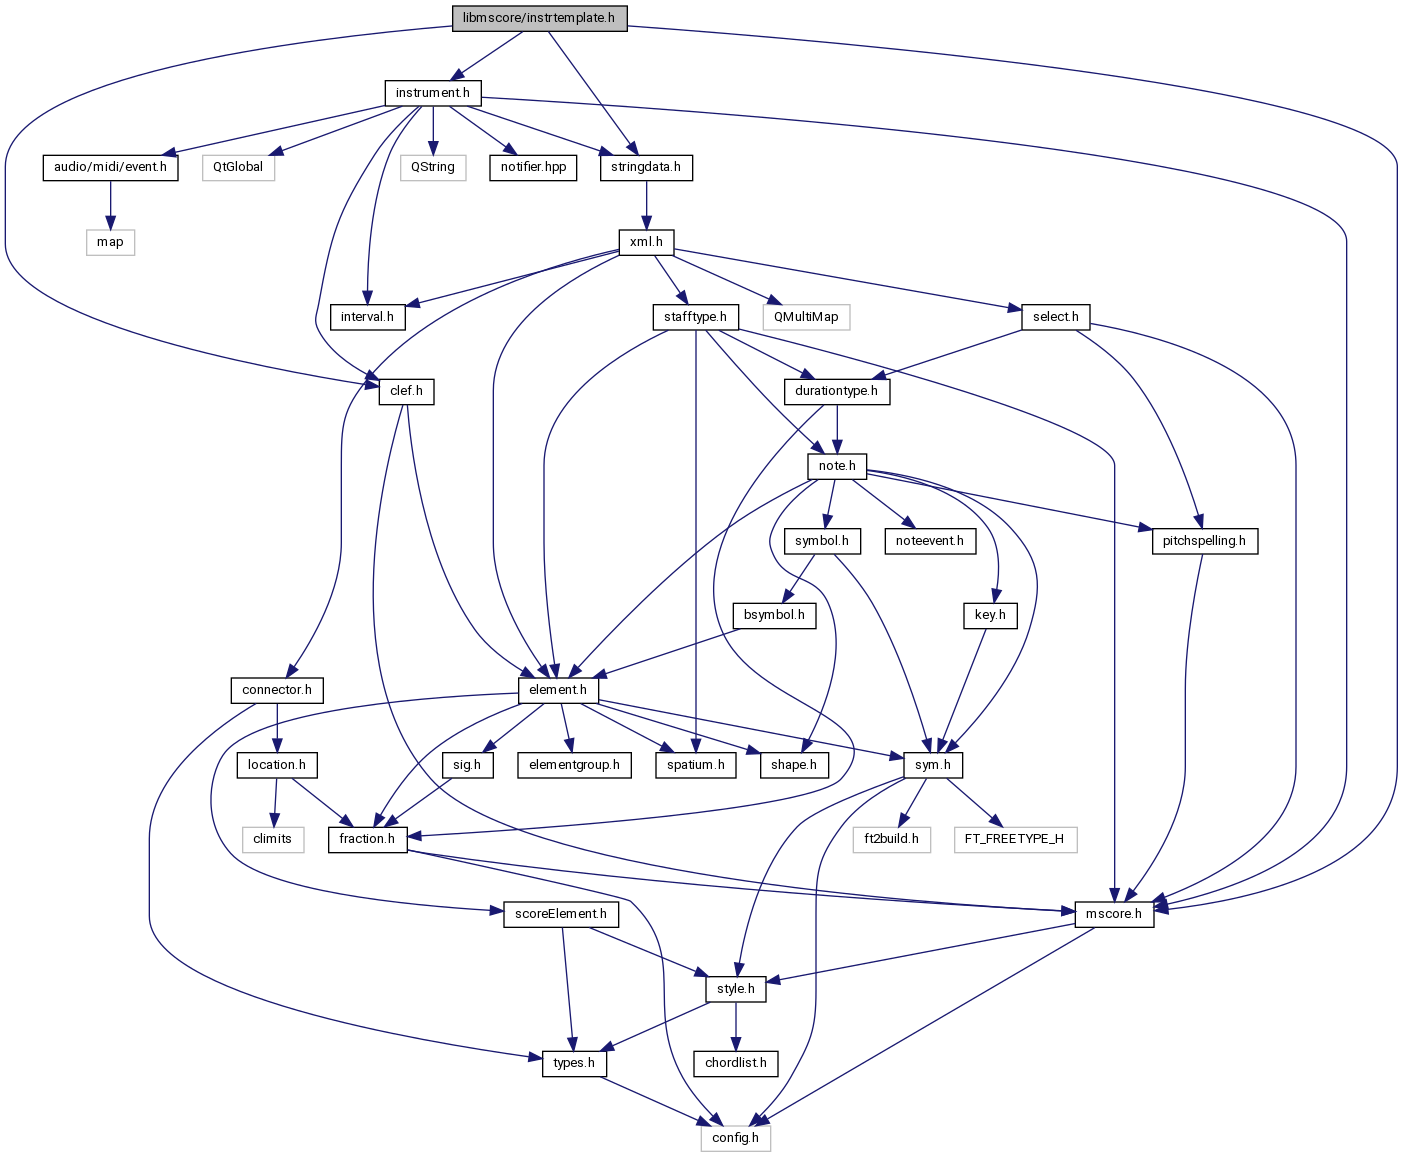 libmscore/instrtemplate.h
instrument.h
audio/midi/event.h
QtGlobal
QString
notifier.hpp
stringdata.h
map
xml.h
interval.h
stafftype.h
QMultiMap
select.h
clef.h
durationtype.h
note.h
symbol.h
noteevent.h
pitchspelling.h
bsymbol.h
key.h
connector.h
element.h
location.h
sig.h
elementgroup.h
spatium.h
shape.h
sym.h
climits
fraction.h
ft2build.h
FT_FREETYPE_H
scoreElement.h
mscore.h
style.h
types.h
chordlist.h
config.h